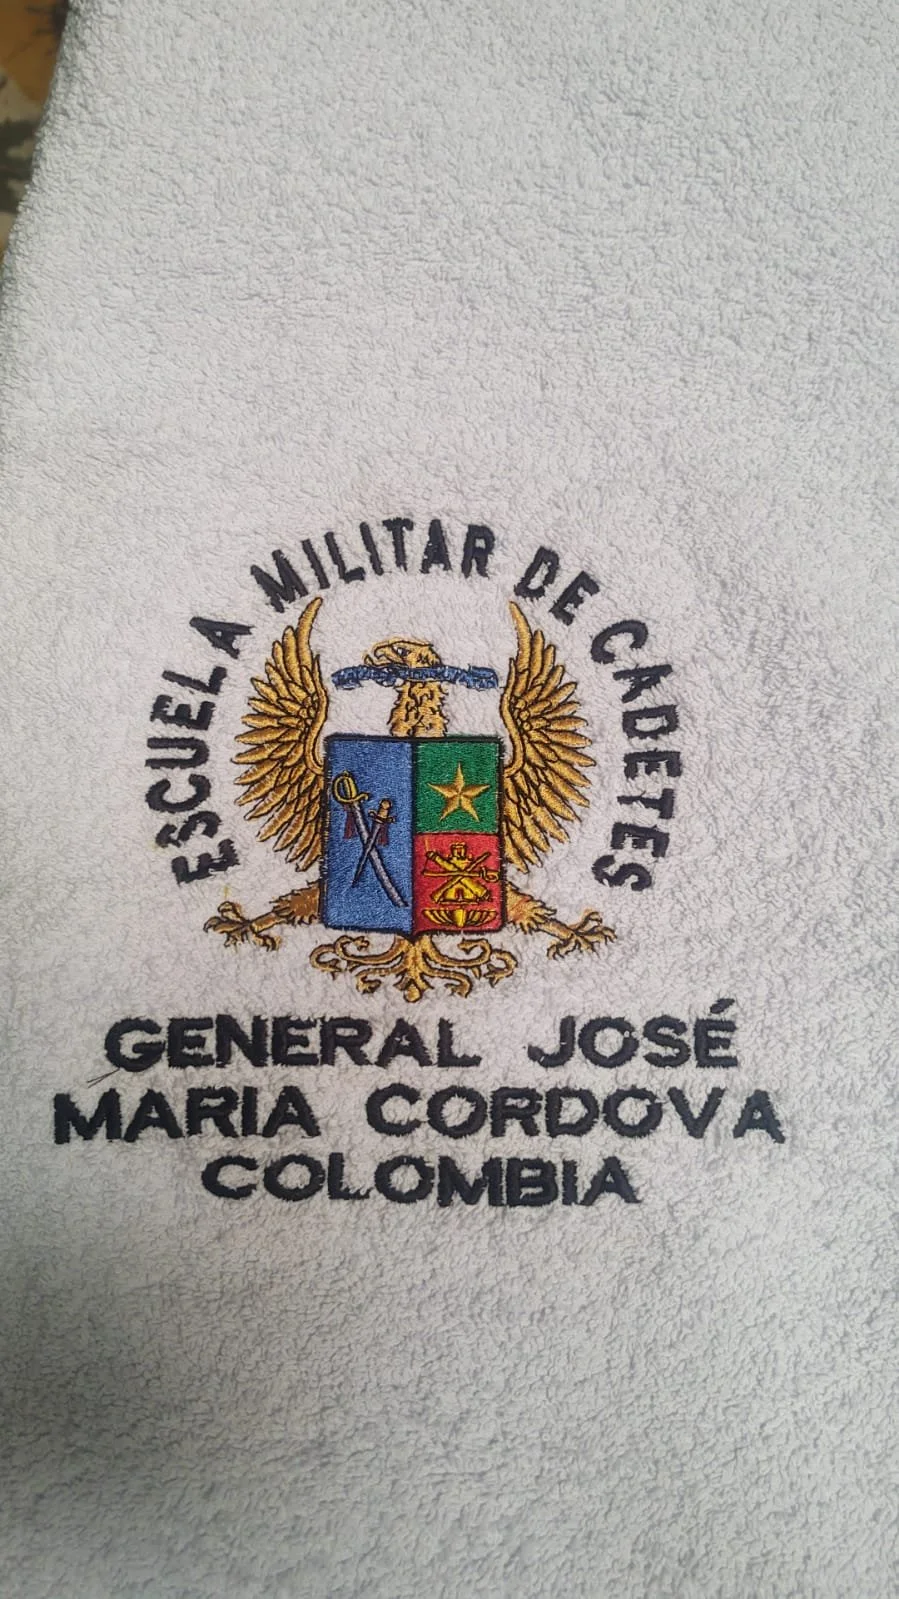 ESCUELA MILITAR DE CADETES
GENERAL JOSÉ
MARIA CORDOVA
COLOMBIA